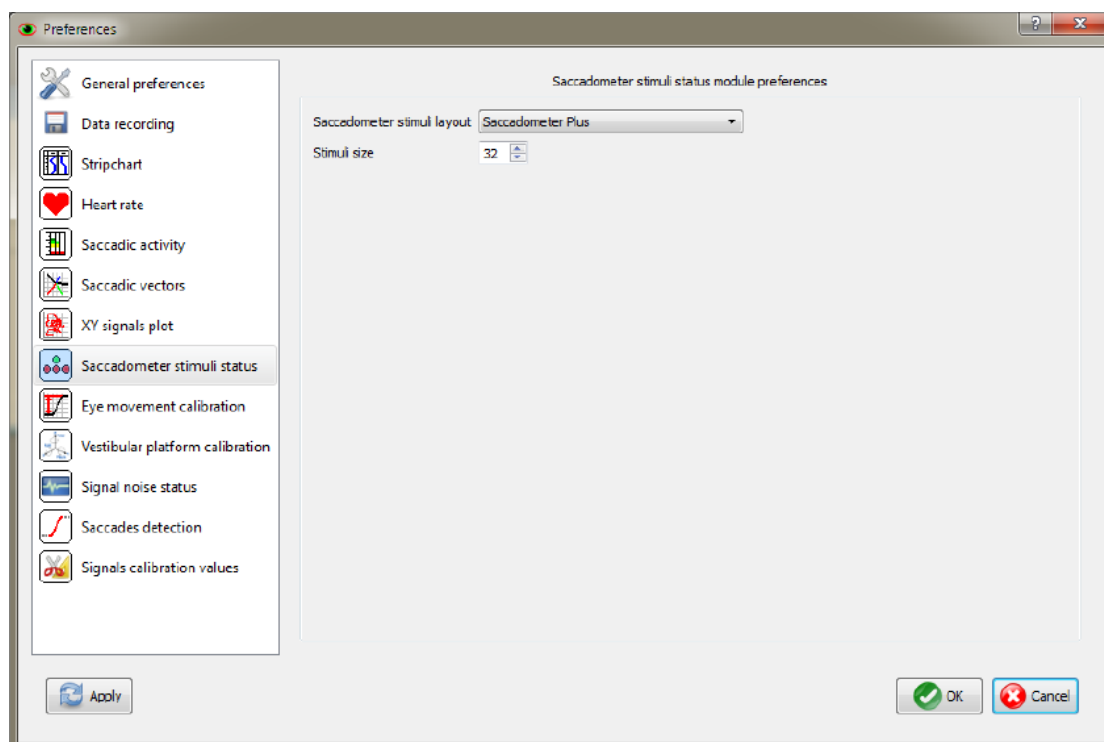 Preferences
General preferences
Data recording
Stripchart
Heart rate
Saccadic activity
Saccadic vectors
XY signals plot
Saccadometer stimuli status
Eye movement calibration
Vestibular platform calibration
Signal noise status
Saccades detection
Signals calibration values
Saccadometer stimuli status module preferences
Saccadometer stimuli layout Saccadometer Plus
Stimuli size 32
Apply
OK
Cancel